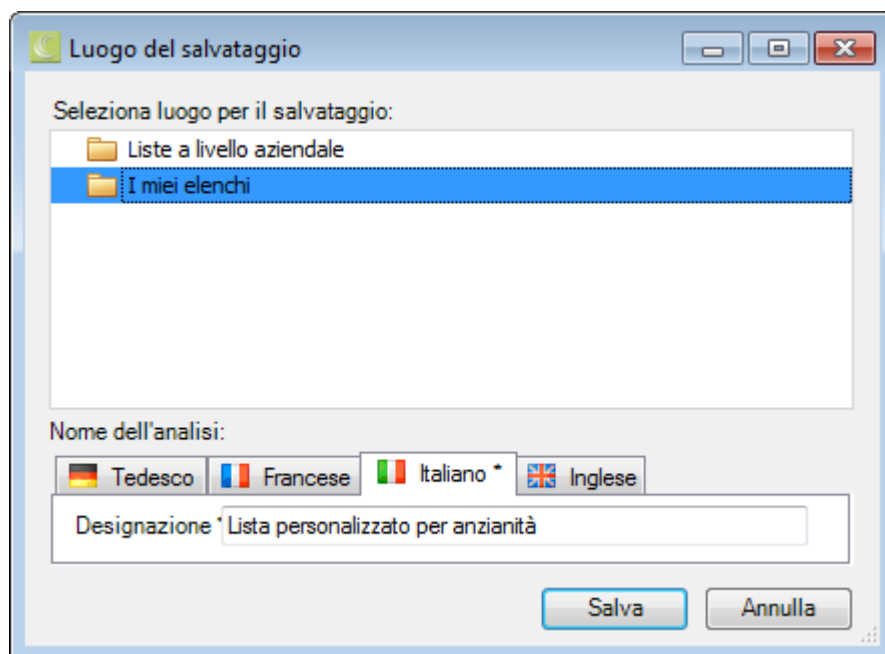 Luogo del salvataggio
Seleziona luogo per il salvataggio:
Liste a livello aziendale
I miei elenchi
Nome dell'analisi:
Tedesco Francese Italiano * Inglese
Designazione * Lista personalizzato per anzianità
Salva Annulla